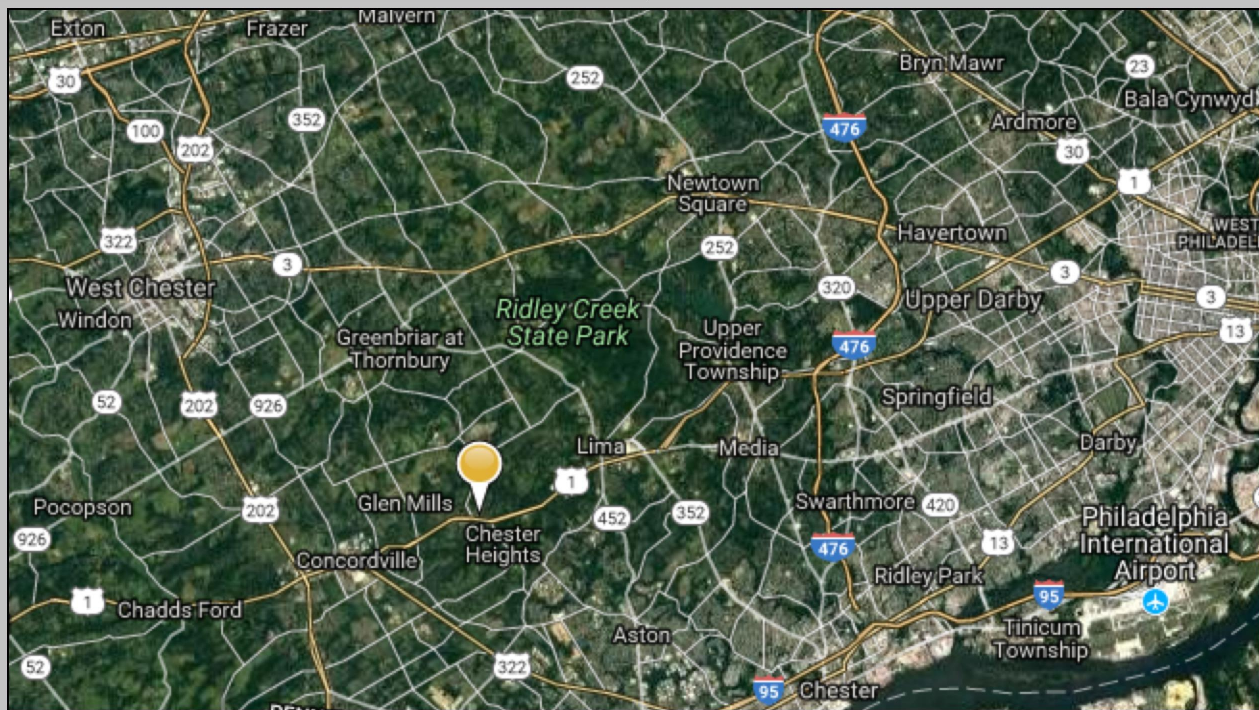 Malvern
Exton
Frazer
Bryn Mawr
23
252
30
Bala Cynwyd
352
Ardmore
476
100
202
30
1
Newtown
Square
WEST
322
252
Havertown
3
3
320
3
West Chester
Upper Darby
Ridley Creek
State Park
Windon
Greenbriar at
Thornbury
Upper
Providence
Township
13
476
52
202
926
Springfield
Lima
Media
Darby
1
Glen Mills
Swarthmore
420
Pocopson
202
452
352
Philadelphia
International
Airport
926
Chester
Heights
13
476
Concordville
Ridley Park
95
1
Chadds Ford
Aston
Tinicum
Township
52
322
95
Chester